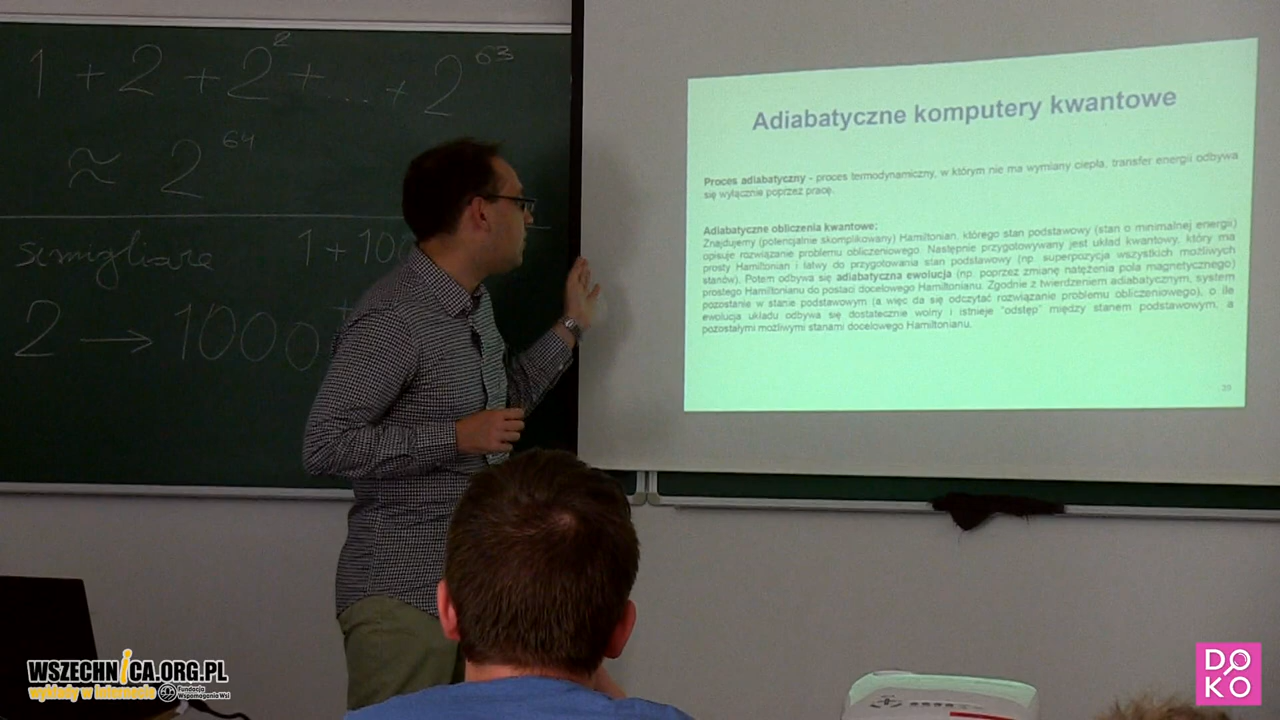 1 + 2 + 2² + .... + 2⁶³
≈ 2⁶⁴
1 + 100
2 → 1000
Adiabatyczne komputery kwantowe
Proces adiabatyczny - proces termodynamiczny, w którym nie ma wymiany ciepła, transfer energii odbywa
się wyłącznie poprzez pracę.
Adiabatyczne obliczenia kwantowe:
Znajdujemy (potencjalnie skomplikowany) Hamiltonian, którego stan podstawowy (stan o minimalnej energii)
opisuje rozwiązanie problemu obliczeniowego. Następnie przygotowywany jest układ kwantowy, który ma
prosty Hamiltonian i łatwy do przygotowania stan podstawowy (np. superpozycja wszystkich możliwych
stanów). Potem odbywa się adiabatyczna ewolucja (np. poprzez zmianę natężenia pola magnetycznego)
prostego Hamiltonianu do postaci docelowego Hamiltonianu. Zgodnie z twierdzeniem adiabatycznym, system
pozostanie w stanie podstawowym (a więc da się odczytać rozwiązanie problemu obliczeniowego), o ile
ewolucja układu odbywa się dostatecznie wolny i istnieje "odstęp" między stanem podstawowym, a
pozostałymi możliwymi stanami docelowego Hamiltonianu.
WSZECHNICA.ORG.PL
wykłady w internecie
Fundacja
Wspomagania Wsi
DOKO